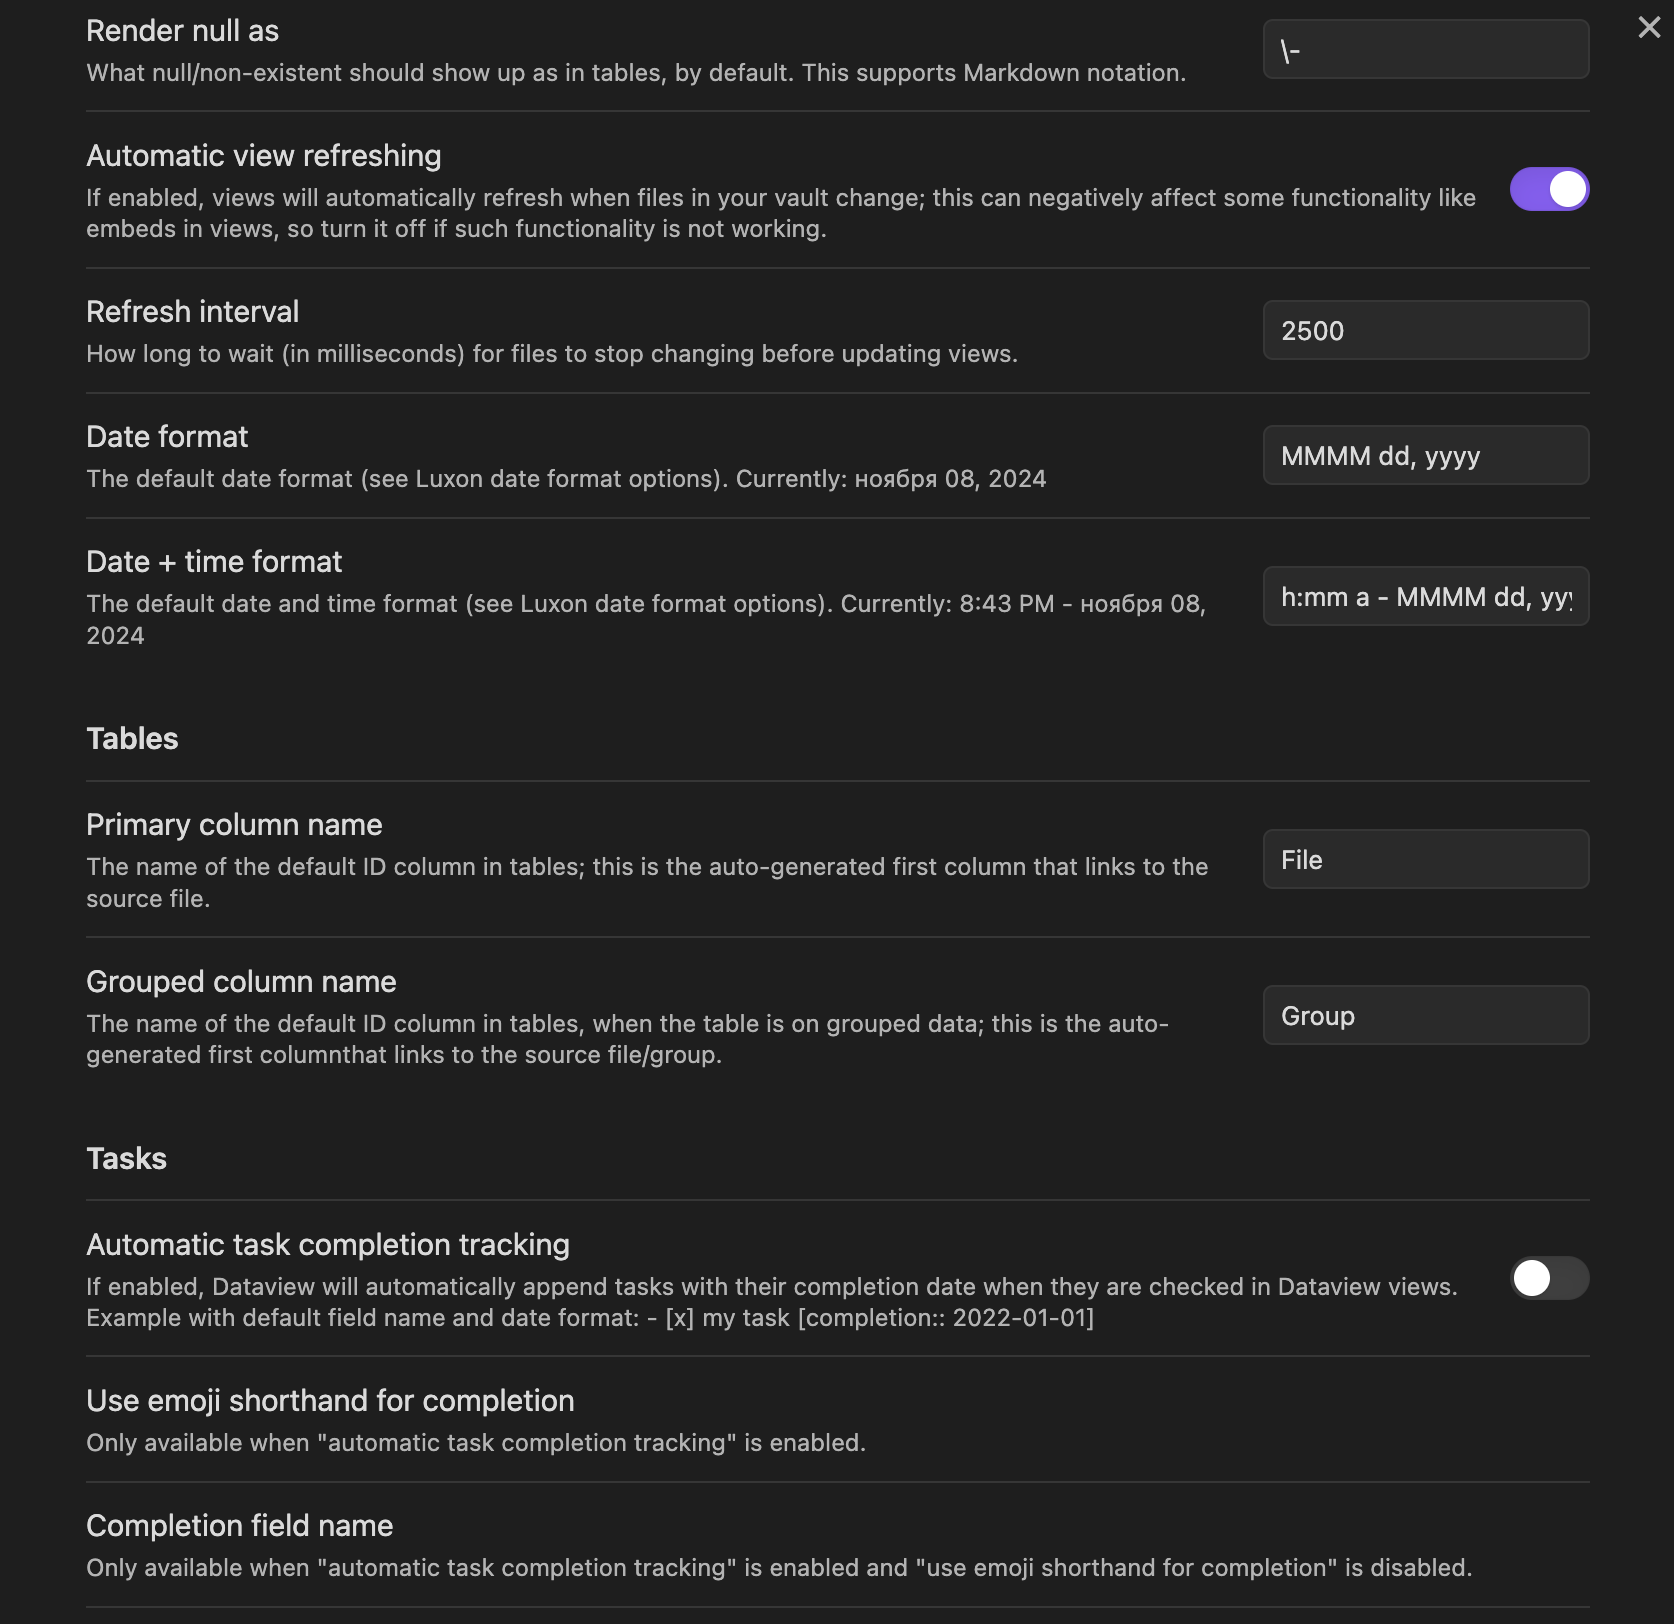 Render null as
What null/non-existent should show up as in tables, by default. This supports Markdown notation.
\-
Automatic view refreshing
If enabled, views will automatically refresh when files in your vault change; this can negatively affect some functionality like
embeds in views, so turn it off if such functionality is not working.
Refresh interval
How long to wait (in milliseconds) for files to stop changing before updating views.
2500
Date format
The default date format (see Luxon date format options). Currently: ноября 08, 2024
MMMM dd, yyyy
Date + time format
The default date and time format (see Luxon date format options). Currently: 8:43 PM - ноября 08,
2024
h:mm a - MMMM dd, yyy
Tables
Primary column name
The name of the default ID column in tables; this is the auto-generated first column that links to the
source file.
File
Grouped column name
The name of the default ID column in tables, when the table is on grouped data; this is the auto-
generated first columnthat links to the source file/group.
Group
Tasks
Automatic task completion tracking
If enabled, Dataview will automatically append tasks with their completion date when they are checked in Dataview views.
Example with default field name and date format: - [x] my task [completion:: 2022-01-01]
Use emoji shorthand for completion
Only available when "automatic task completion tracking" is enabled.
Completion field name
Only available when "automatic task completion tracking" is enabled and "use emoji shorthand for completion" is disabled.